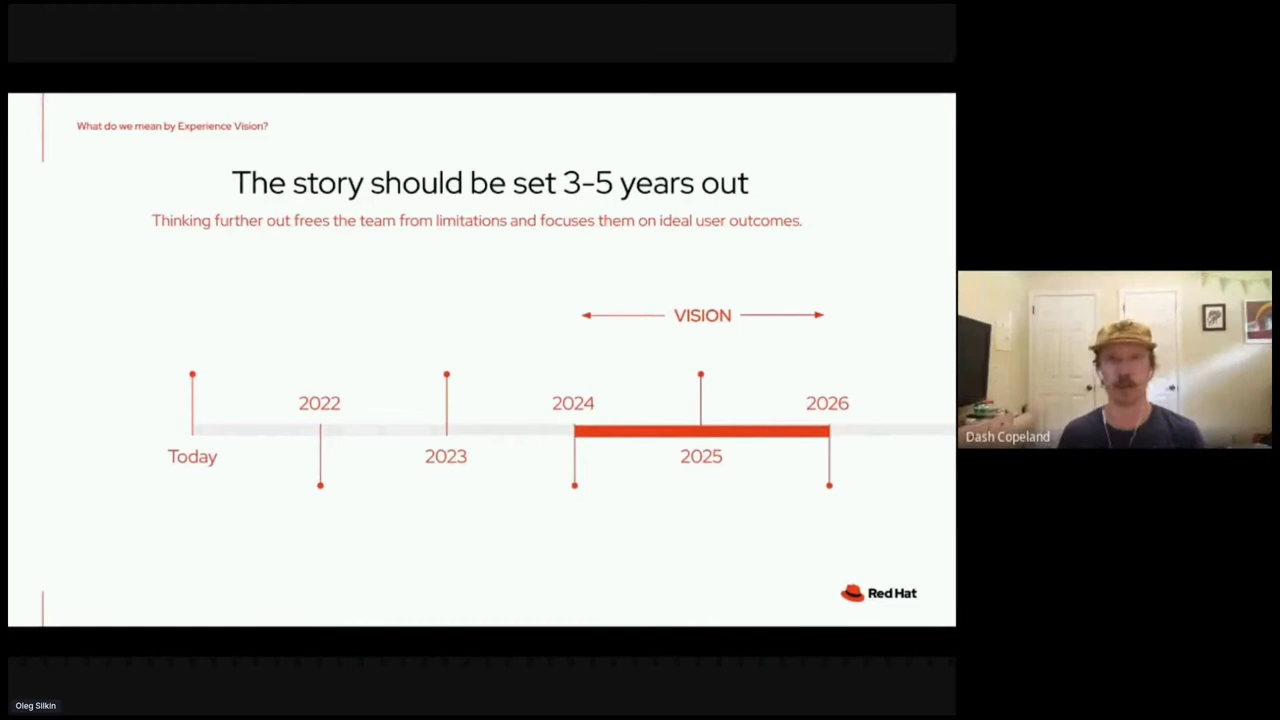 What do we mean by Experience Vision?
The story should be set 3-5 years out
Thinking further out frees the team from limitations and focuses them on ideal user outcomes.
VISION
2022
2024
2026
Today
2023
2025
Red Hat
Dash Copeland
Oleg Silkin